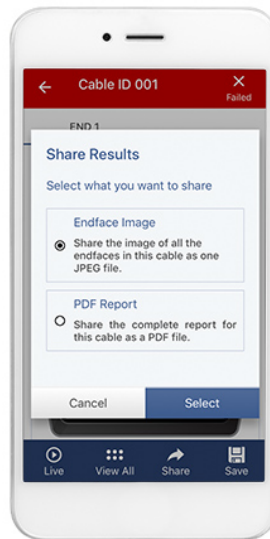 Cable ID 001
Failed
END 1
Share Results
Select what you want to share
Endface Image
Share the image of all the
endfaces in this cable as one
JPEG file.
PDF Report
Share the complete report for
this cable as a PDF file.
Cancel Select
Live View All Share Save